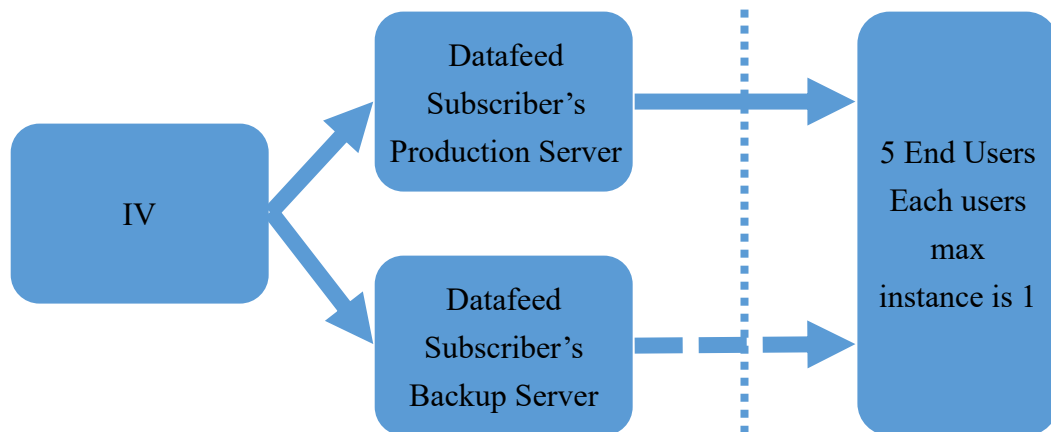 IV
Datafeed
Subscriber’s
Production Server
Datafeed
Subscriber’s
Backup Server
5 End Users
Each users
max
instance is 1